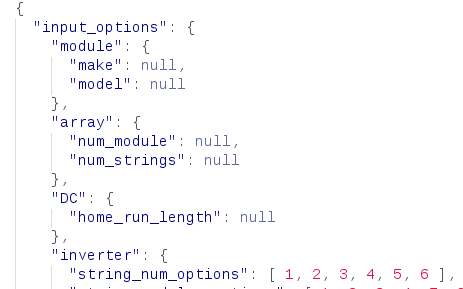 {
"input_options": {
"module": {
"make": null,
"model": null
},
"array": {
"num_module": null,
"num_strings": null
},
"DC": {
"home_run_length": null
},
"inverter": {
"string_num_options": [ 1, 2, 3, 4, 5, 6 ],